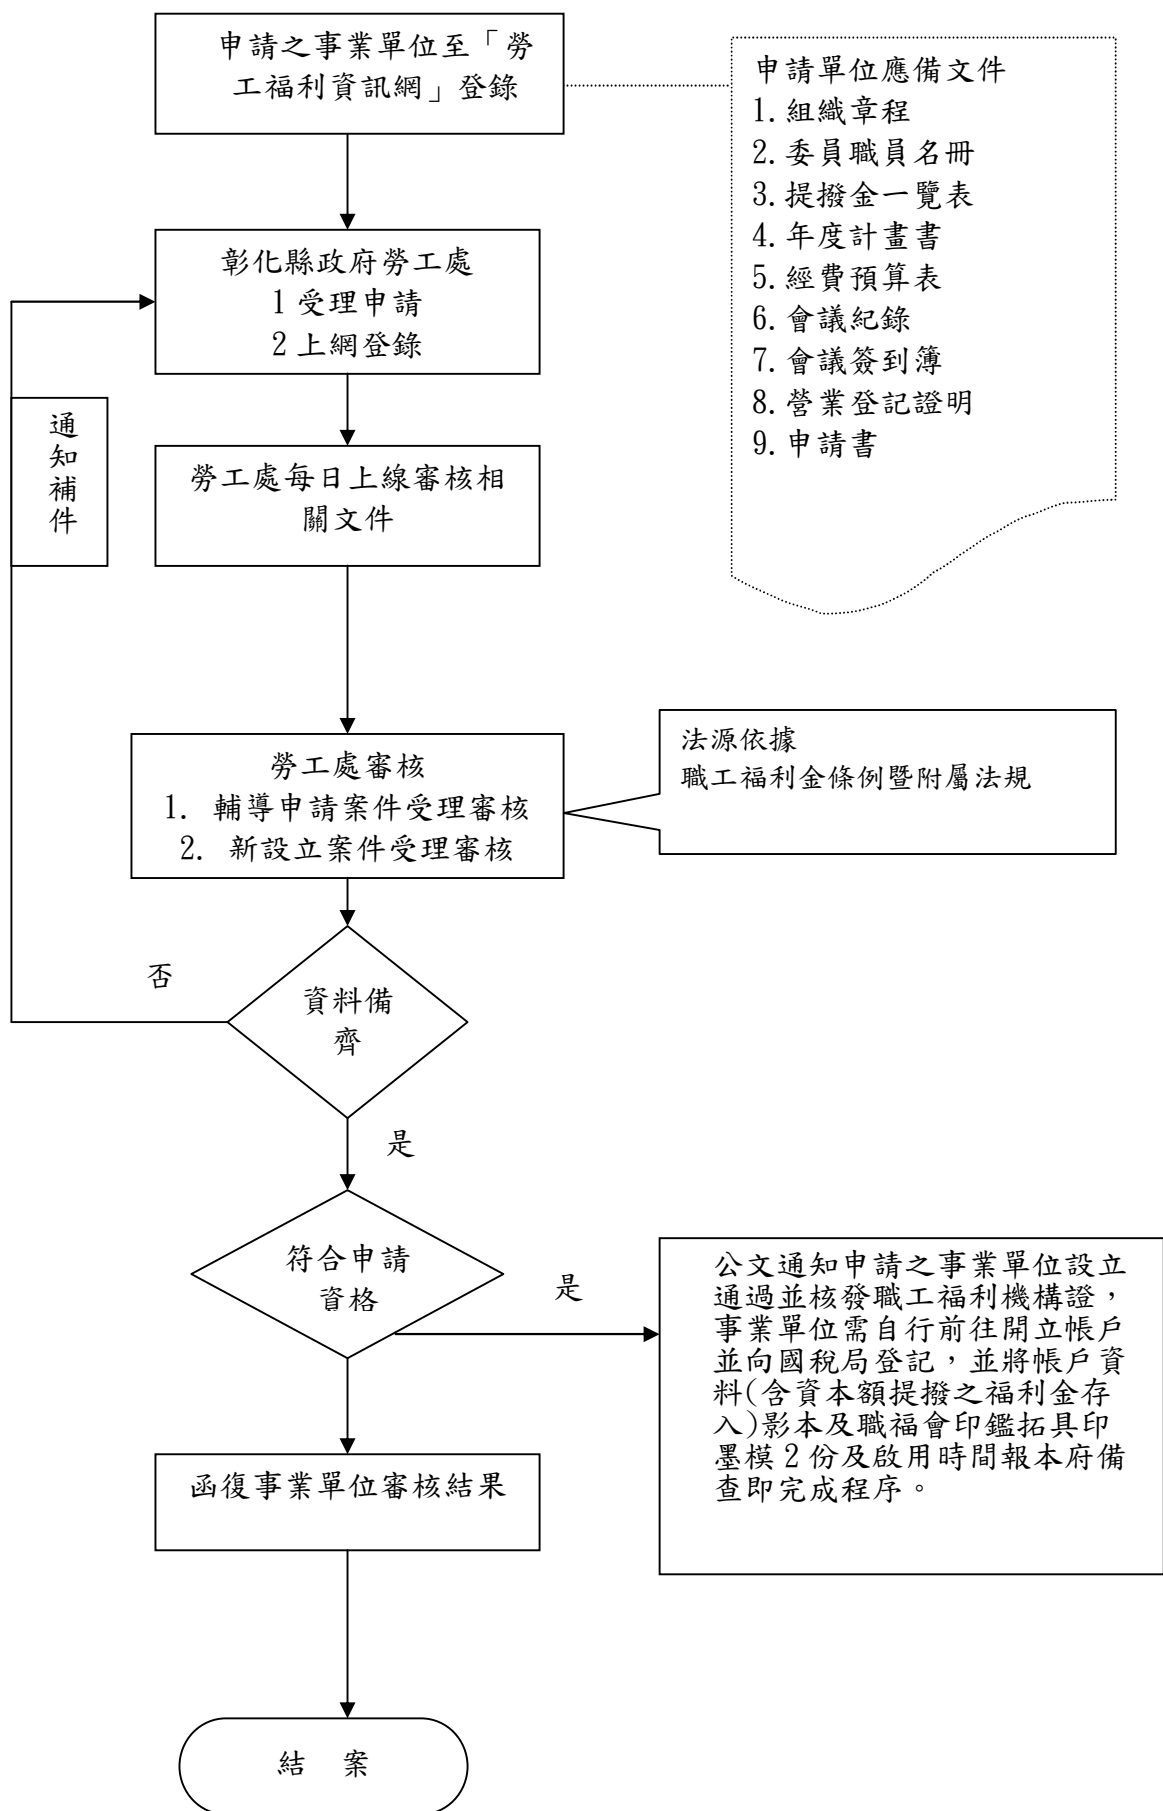 申請之事業單位至「勞
工福利資訊網」登錄
申請單位應備文件
1.組織章程
2.委員職員名冊
3.提撥金一覽表
4.年度計畫書
5.經費預算表
6.會議紀錄
7.會議簽到簿
8.營業登記證明
9.申請書
彰化縣政府勞工處
1受理申請
2上網登錄
通
知
補
件
勞工處每日上線審核相
關文件
勞工處審核
1. 輔導申請案件受理審核
2. 新設立案件受理審核
法源依據
職工福利金條例暨附屬法規
否
資料備
齊
是
符合申請
資格
是
公文通知申請之事業單位設立
通過並核發職工福利機構證，
事業單位需自行前往開立帳戶
並向國稅局登記，並將帳戶資
料(含資本額提撥之福利金存
入)影本及職福會印鑑拓具印
墨模2份及啟用時間報本府備
查即完成程序。
函復事業單位審核結果
結 案